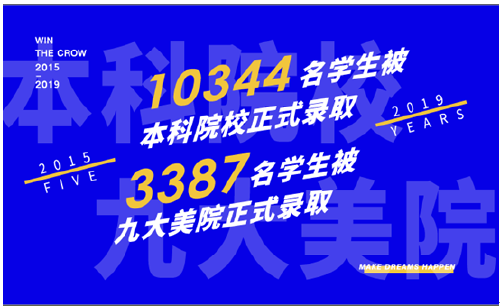 WIN
THE CROW
2015
–
2019
本科院校
10344名学生被
本科院校正式录取
2019
YEARS
2015
FIVE
3387名学生被
九大美院正式录取
九大美院
MAKE DREAMS HAPPEN